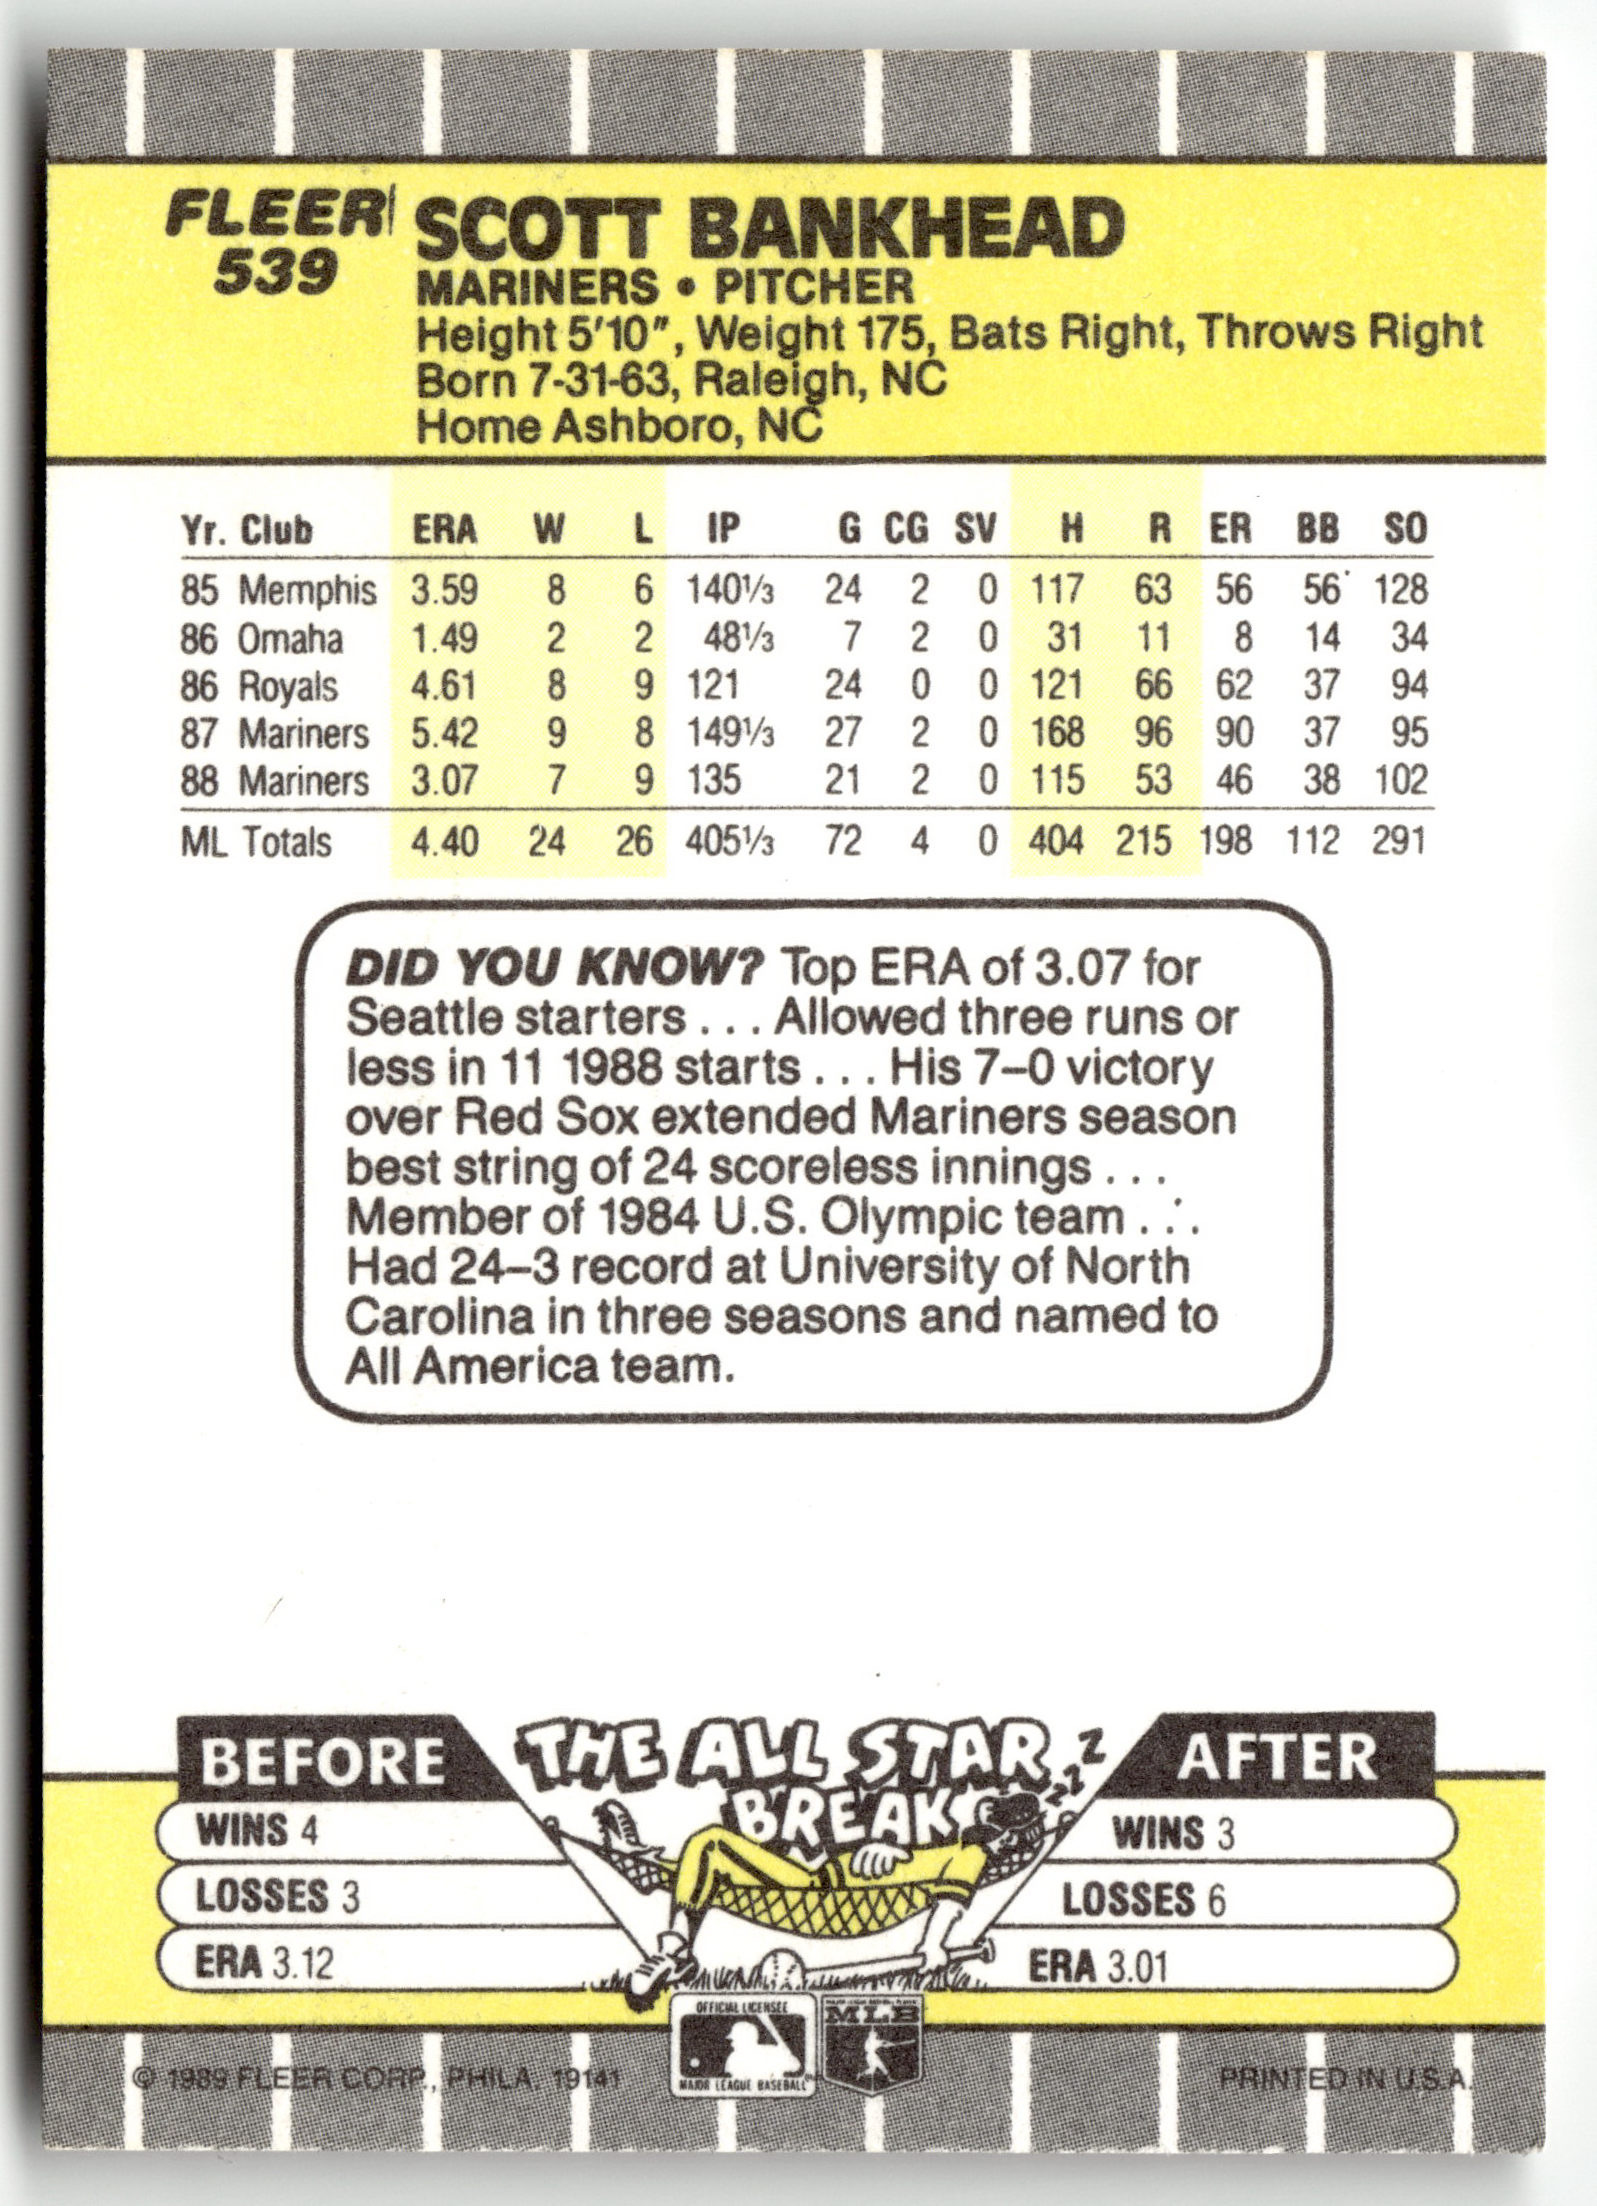 FLEER
539
SCOTT BANKHEAD
MARINERS • PITCHER
Height 5'10", Weight 175, Bats Right, Throws Right
Born 7-31-63, Raleigh, NC
Home Ashboro, NC
Yr. Club ERA W L IP G CG SV H R ER BB SO
85 Memphis 3.59 8 6 140⅓ 24 2 0 117 63 56 56 128
86 Omaha 1.49 2 2 48⅓ 7 2 0 31 11 8 14 34
86 Royals 4.61 8 9 121 24 0 0 121 66 62 37 94
87 Mariners 5.42 9 8 149⅓ 27 2 0 168 96 90 37 95
88 Mariners 3.07 7 9 135 21 2 0 115 53 46 38 102
ML Totals 4.40 24 26 405⅓ 72 4 0 404 215 198 112 291
DID YOU KNOW? Top ERA of 3.07 for
Seattle starters . . . Allowed three runs or
less in 11 1988 starts . . . His 7–0 victory
over Red Sox extended Mariners season
best string of 24 scoreless innings . . .
Member of 1984 U.S. Olympic team . . .
Had 24–3 record at University of North
Carolina in three seasons and named to
All America team.
BEFORE
WINS 4
LOSSES 3
ERA 3.12
THE ALL STAR
BREAK
Z Z Z Z
AFTER
WINS 3
LOSSES 6
ERA 3.01
OFFICIAL LICENSEE
MAJOR LEAGUE BASEBALL
MLB
© 1989 FLEER CORP., PHILA. 19141
PRINTED IN U.S.A.